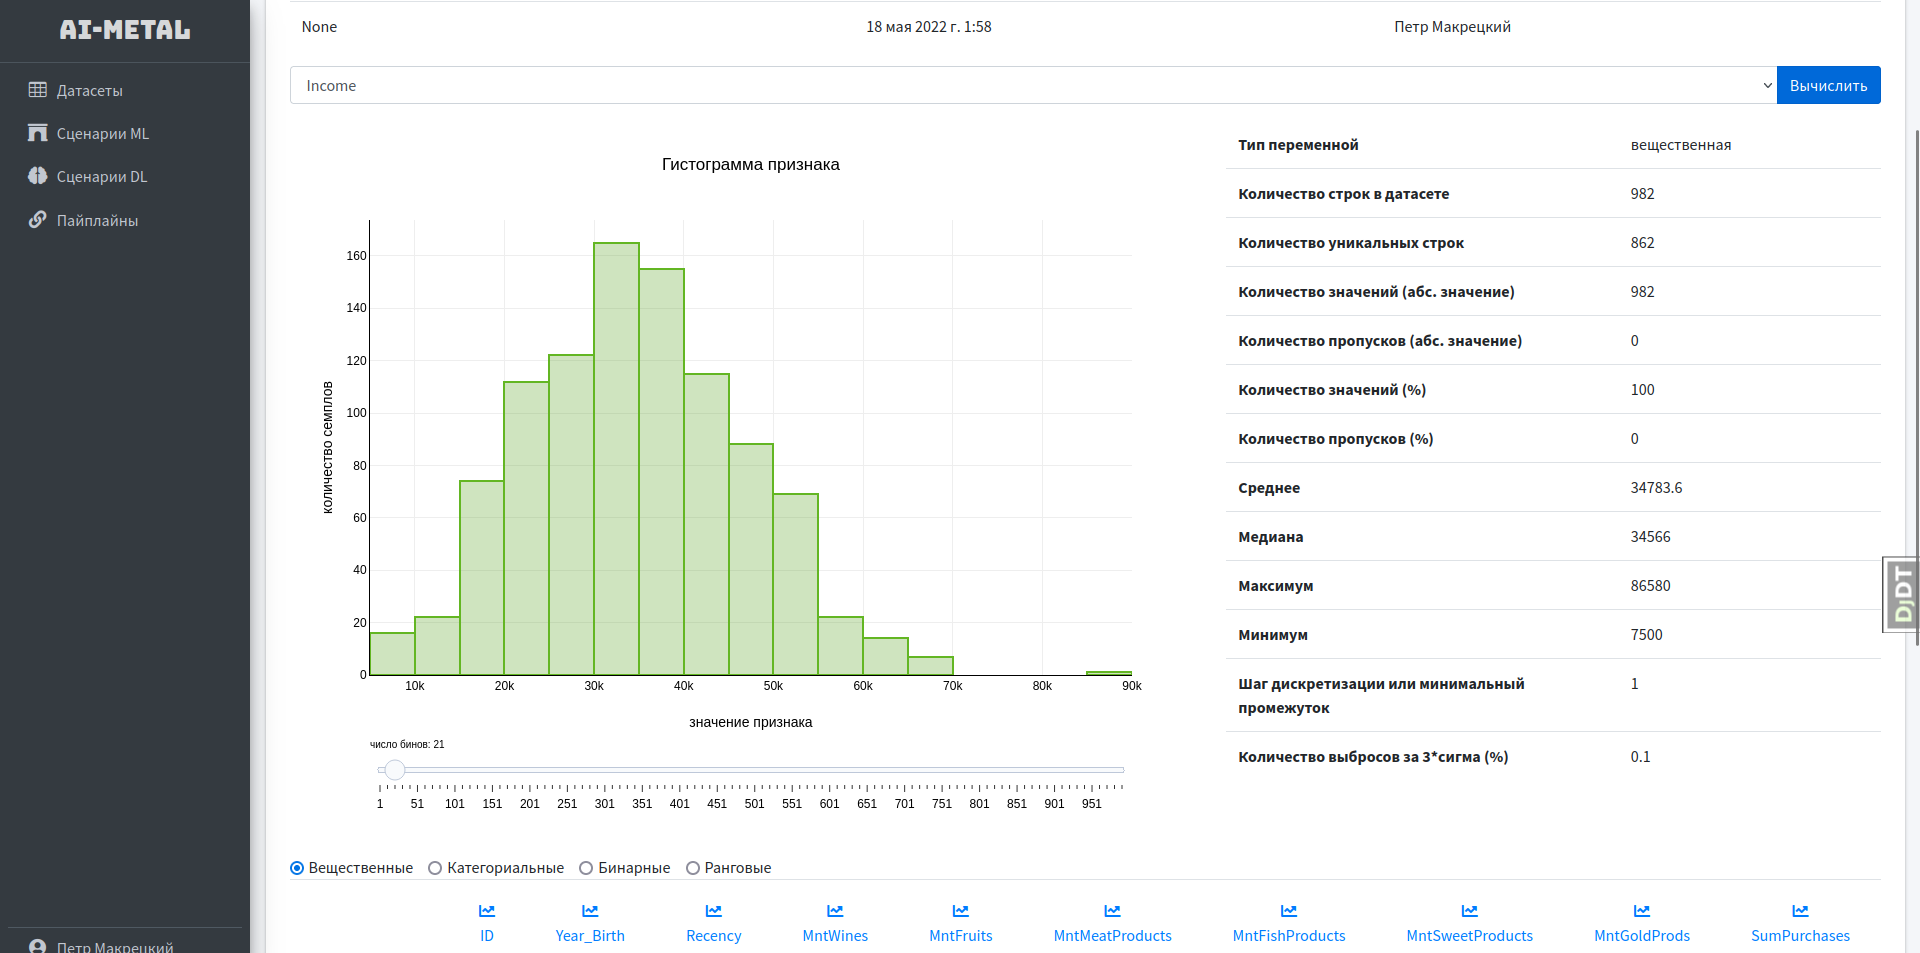 AI-METAL
Датасеты
Сценарии ML
Сценарии DL
Пайплайны
Петр Макрецкий
None 18 мая 2022 г. 1:58 Петр Макрецкий
Income Вычислить
Гистограмма признака
количество семплов
160
140
120
100
80
60
40
20
0
10k 20k 30k 40k 50k 60k 70k 80k 90k
значение признака
число бинов: 21
1 51 101 151 201 251 301 351 401 451 501 551 601 651 701 751 801 851 901 951
Тип переменной вещественная
Количество строк в датасете 982
Количество уникальных строк 862
Количество значений (абс. значение) 982
Количество пропусков (абс. значение) 0
Количество значений (%) 100
Количество пропусков (%) 0
Среднее 34783.6
Медиана 34566
Максимум 86580
Минимум 7500
Шаг дискретизации или минимальный 1
промежуток
Количество выбросов за 3*сигма (%) 0.1
DjDT
Вещественные Категориальные Бинарные Ранговые
ID Year_Birth Recency MntWines MntFruits MntMeatProducts MntFishProducts MntSweetProducts MntGoldProds SumPurchases